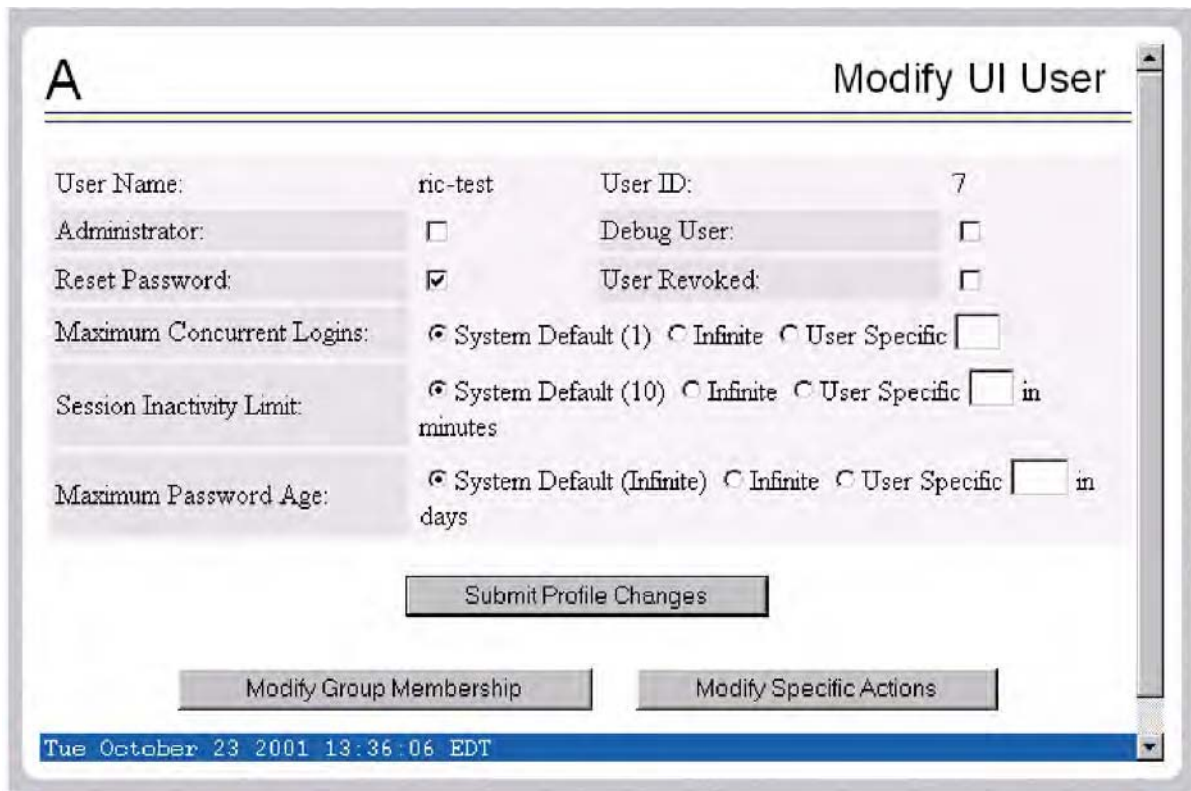 A Modify UI User
User Name: ric-test User ID: 7
Administrator: Debug User:
Reset Password: User Revoked:
Maximum Concurrent Logins: System Default (1) Infinite User Specific
Session Inactivity Limit: System Default (10) Infinite User Specific in
minutes
Maximum Password Age: System Default (Infinite) Infinite User Specific in
days
Submit Profile Changes
Modify Group Membership Modify Specific Actions
Tue October 23 2001 13:36:06 EDT